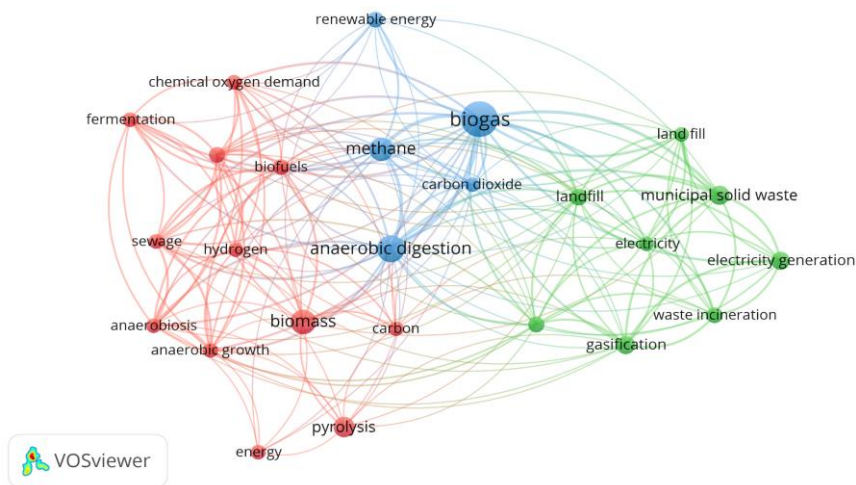 renewable energy
chemical oxygen demand
fermentation
biogas
land fill
methane
biofuels
carbon dioxide
landfill
municipal solid waste
sewage
hydrogen
anaerobic digestion
electricity
electricity generation
anaerobiosis
biomass
carbon
waste incineration
anaerobic growth
gasification
pyrolysis
energy
VOSviewer